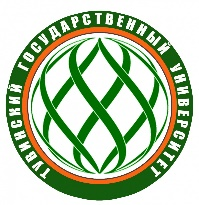 ТУВИНСКИЙ ГОСУДАРСТВЕННЫЙ УНИВЕРСИТЕТ